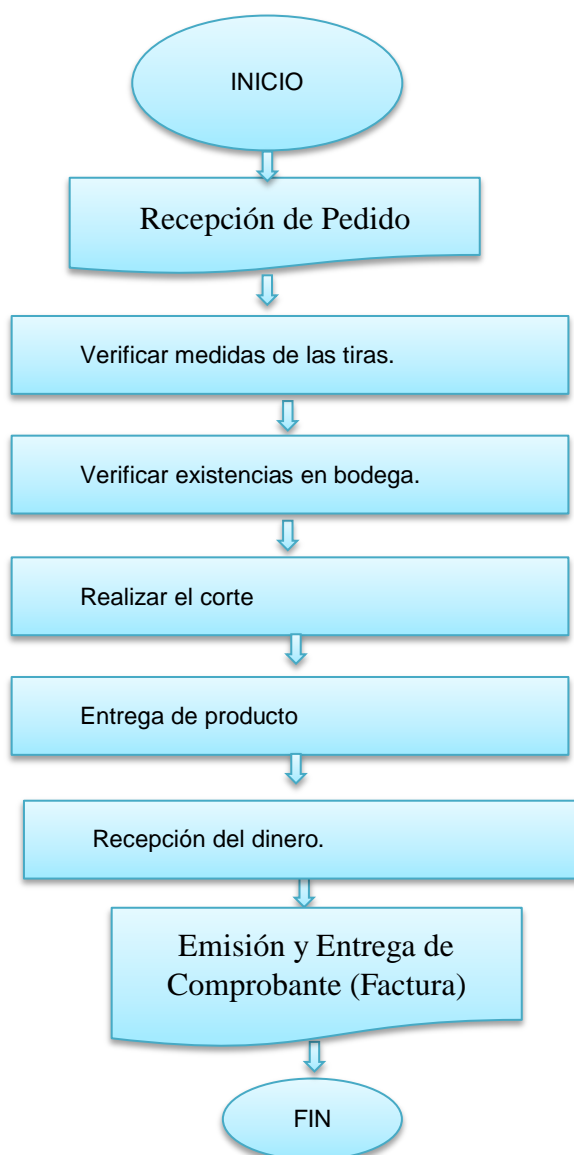 INICIO
Recepción de Pedido
Verificar medidas de las tiras.
Verificar existencias en bodega.
Realizar el corte
Entrega de producto
Recepción del dinero.
Emisión y Entrega de
Comprobante (Factura)
FIN